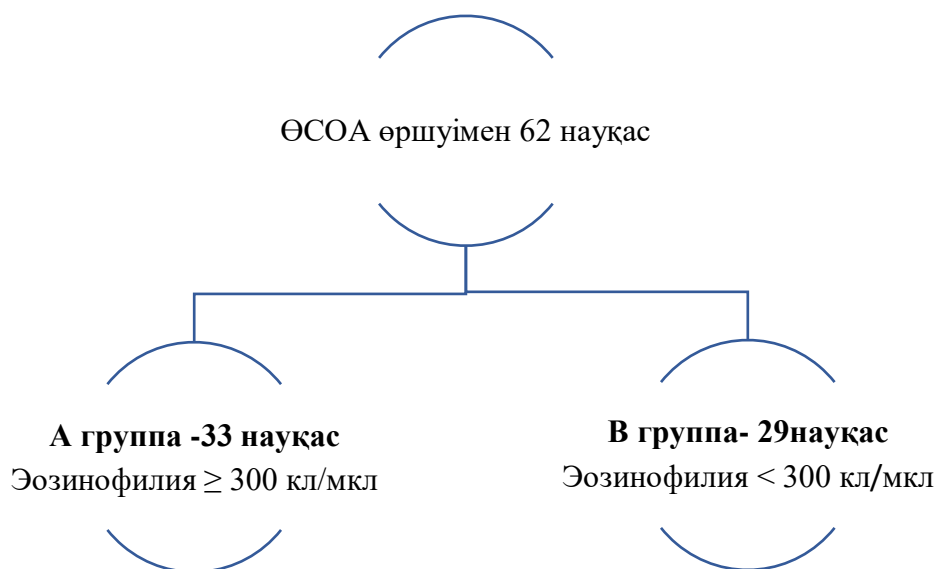 ӨСОА өршуімен 62 науқас
А группа -33 науқас
Эозинофилия ≥ 300 кл/мкл
В группа- 29науқас
Эозинофилия < 300 кл/мкл